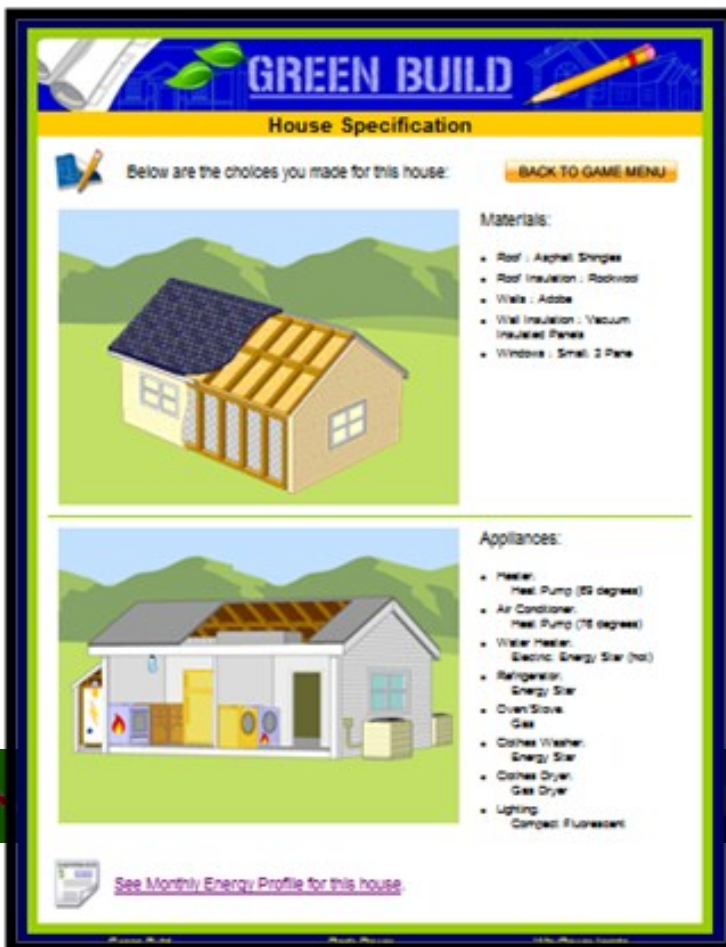 GREEN BUILD
House Specification
Below are the choices you made for this house:
BACK TO GAME MENU
Materials:
Roof : Asphalt Shingles
Roof Insulation : Rockwool
Walls : Adobe
Wall Insulation : Vacuum
Insulated Panels
Windows : Small, 3 Pane
Appliances:
Heater:
Heat Pump (69 degrees)
Air Conditioner:
Heat Pump (76 degrees)
Water Heater:
Electric, Energy Star (hot)
Refrigerator:
Energy Star
Oven/Stove:
Gas
Clothes Washer:
Energy Star
Clothes Dryer:
Gas Dryer
Lighting:
Compact Fluorescent
See Monthly Energy Profile for this house.